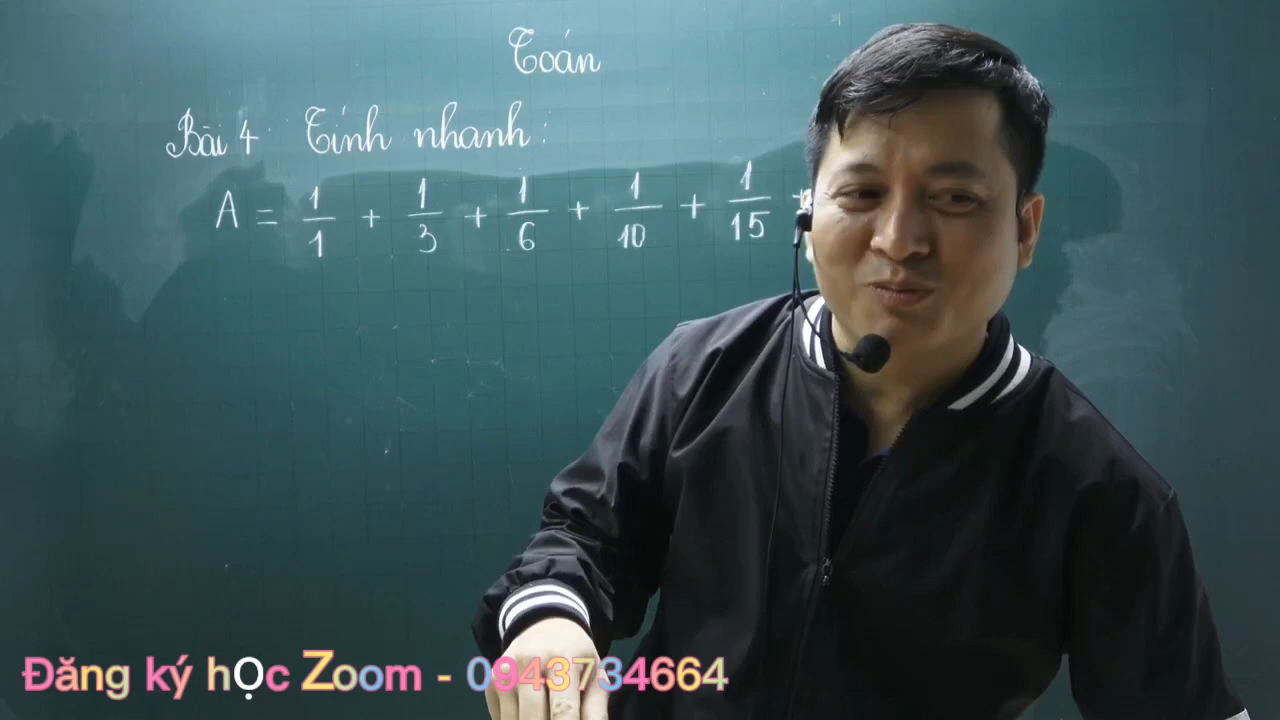 Toán
Bài 4 Tính nhanh:
A = 1/1 + 1/3 + 1/6 + 1/10 + 1/15 +
Đăng ký học Zoom - 0943734664